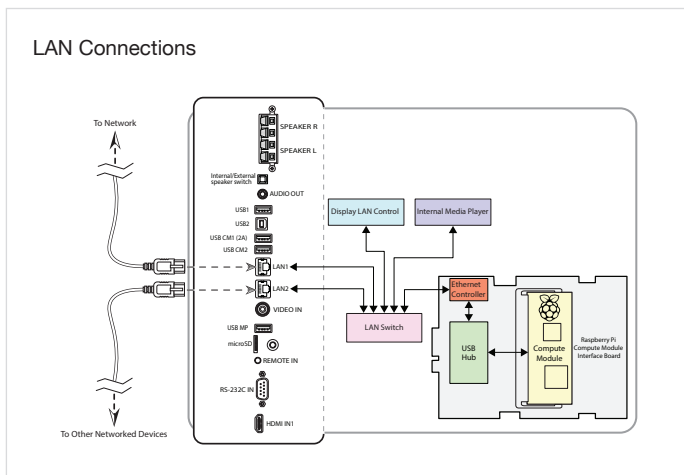 LAN Connections
To Network
SPEAKER R
SPEAKER L
Internal/External
speaker switch
AUDIO OUT
USB1
USB2
USB CM1 (2A)
USB CM2
LAN1
LAN2
VIDEO IN
USB MP
microSD
REMOTE IN
RS-232C IN
HDMI IN1
To Other Networked Devices
Display LAN Control
Internal Media Player
LAN Switch
Ethernet
Controller
USB
Hub
Compute
Module
Raspberry Pi
Compute Module
Interface Board